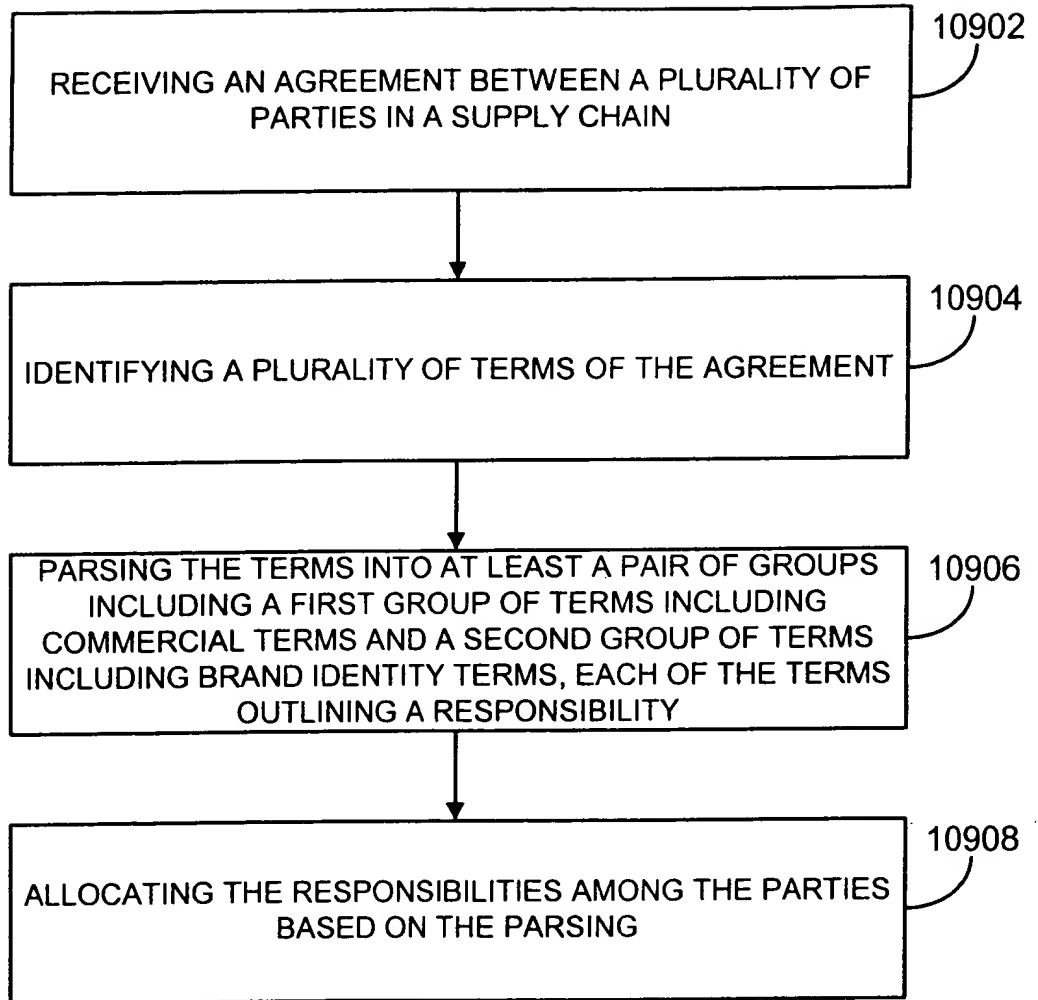 10902
RECEIVING AN AGREEMENT BETWEEN A PLURALITY OF
PARTIES IN A SUPPLY CHAIN
10904
IDENTIFYING A PLURALITY OF TERMS OF THE AGREEMENT
10906
PARSING THE TERMS INTO AT LEAST A PAIR OF GROUPS
INCLUDING A FIRST GROUP OF TERMS INCLUDING
COMMERCIAL TERMS AND A SECOND GROUP OF TERMS
INCLUDING BRAND IDENTITY TERMS, EACH OF THE TERMS
OUTLINING A RESPONSIBILITY
10908
ALLOCATING THE RESPONSIBILITIES AMONG THE PARTIES
BASED ON THE PARSING